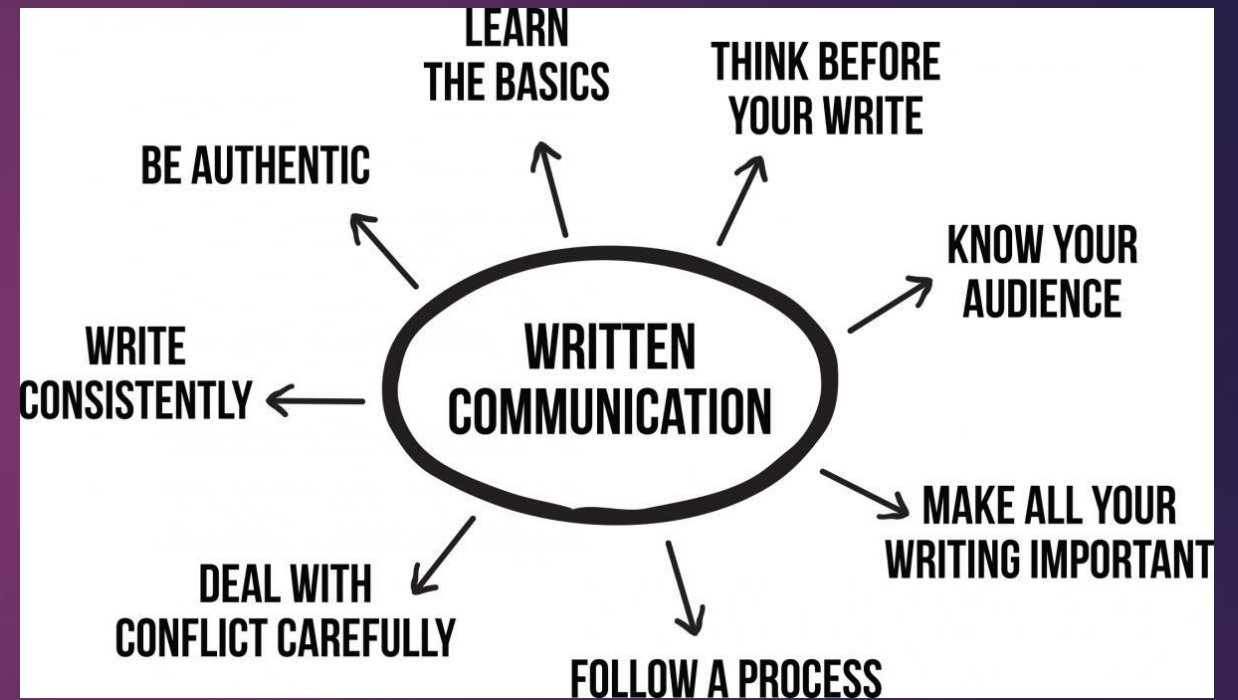 LEARN
THE BASICS
THINK BEFORE
YOUR WRITE
BE AUTHENTIC
KNOW YOUR
AUDIENCE
WRITE
CONSISTENTLY
WRITTEN
COMMUNICATION
MAKE ALL YOUR
WRITING IMPORTANT
DEAL WITH
CONFLICT CAREFULLY
FOLLOW A PROCESS